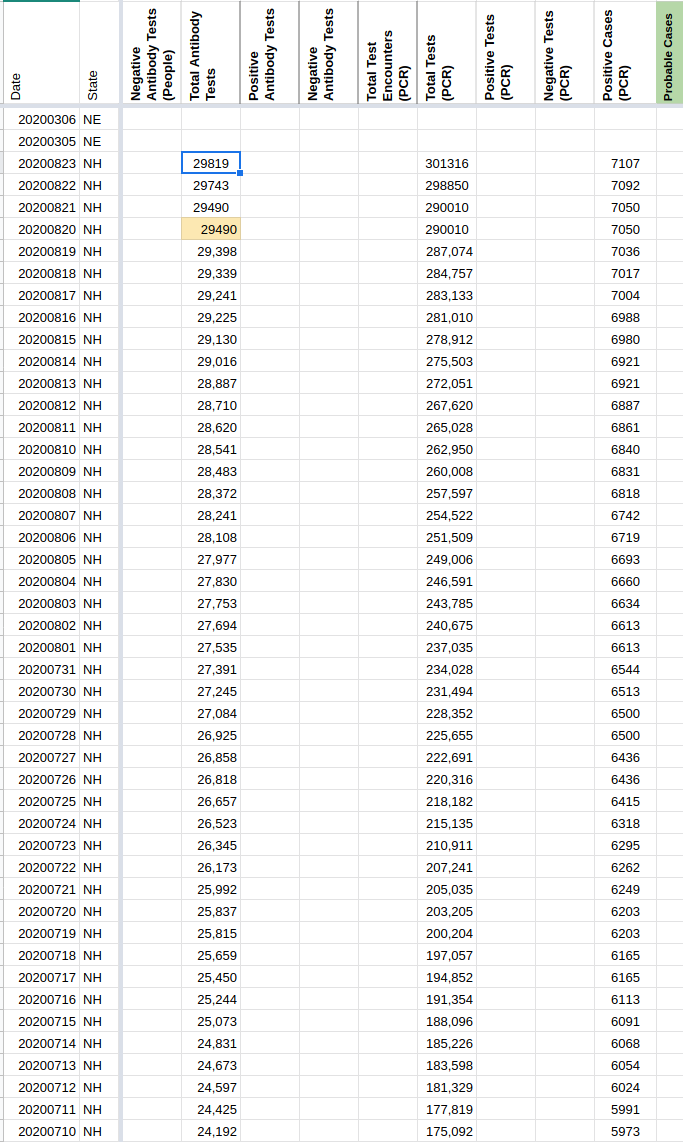 Date State Negative Antibody Tests (People) Total Antibody Tests Positive Antibody Tests Negative Antibody Tests Total Test Encounters (PCR) Total Tests (PCR) Positive Tests (PCR) Negative Tests (PCR) Positive Cases (PCR) Probable Cases
20200306 NE
20200305 NE
20200823 NH 29819 301316 7107
20200822 NH 29743 298850 7092
20200821 NH 29490 290010 7050
20200820 NH 29490 290010 7050
20200819 NH 29,398 287,074 7036
20200818 NH 29,339 284,757 7017
20200817 NH 29,241 283,133 7004
20200816 NH 29,225 281,010 6988
20200815 NH 29,130 278,912 6980
20200814 NH 29,016 275,503 6921
20200813 NH 28,887 272,051 6921
20200812 NH 28,710 267,620 6887
20200811 NH 28,620 265,028 6861
20200810 NH 28,541 262,950 6840
20200809 NH 28,483 260,008 6831
20200808 NH 28,372 257,597 6818
20200807 NH 28,241 254,522 6742
20200806 NH 28,108 251,509 6719
20200805 NH 27,977 249,006 6693
20200804 NH 27,830 246,591 6660
20200803 NH 27,753 243,785 6634
20200802 NH 27,694 240,675 6613
20200801 NH 27,535 237,035 6613
20200731 NH 27,391 234,028 6544
20200730 NH 27,245 231,494 6513
20200729 NH 27,084 228,352 6500
20200728 NH 26,925 225,655 6500
20200727 NH 26,858 222,691 6436
20200726 NH 26,818 220,316 6436
20200725 NH 26,657 218,182 6415
20200724 NH 26,523 215,135 6318
20200723 NH 26,345 210,911 6295
20200722 NH 26,173 207,241 6262
20200721 NH 25,992 205,035 6249
20200720 NH 25,837 203,205 6203
20200719 NH 25,815 200,204 6203
20200718 NH 25,659 197,057 6165
20200717 NH 25,450 194,852 6165
20200716 NH 25,244 191,354 6113
20200715 NH 25,073 188,096 6091
20200714 NH 24,831 185,226 6068
20200713 NH 24,673 183,598 6054
20200712 NH 24,597 181,329 6024
20200711 NH 24,425 177,819 5991
20200710 NH 24,192 175,092 5973